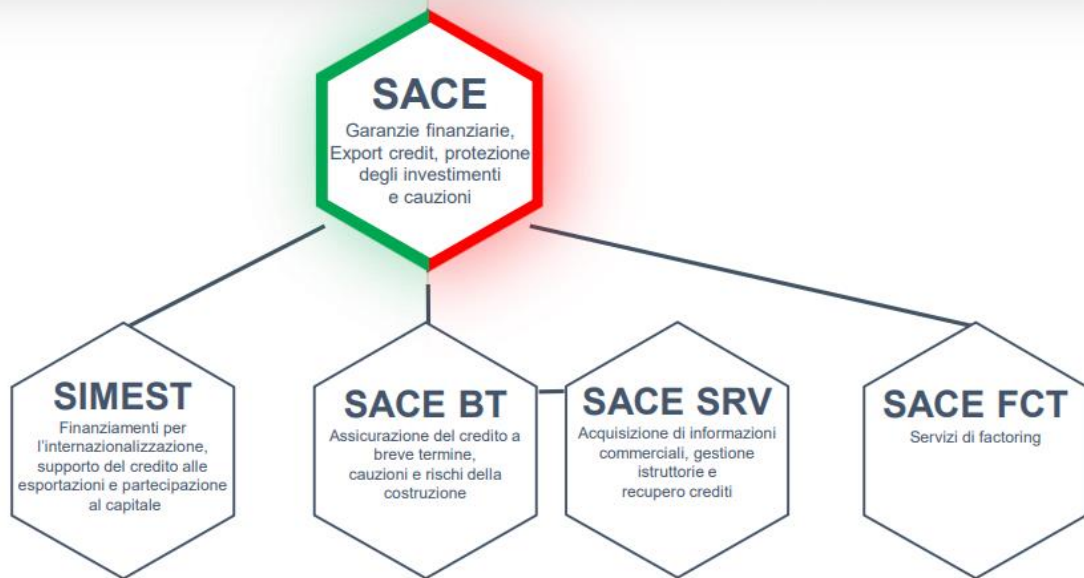 SACE
Garanzie finanziarie,
Export credit, protezione
degli investimenti
e cauzioni
SIMEST
Finanziamenti per
l'internazionalizzazione,
supporto del credito alle
esportazioni e partecipazione
al capitale
SACE BT
Assicurazione del credito a
breve termine,
cauzioni e rischi della
costruzione
SACE SRV
Acquisizione di informazioni
commerciali, gestione
istruttorie e
recupero crediti
SACE FCT
Servizi di factoring